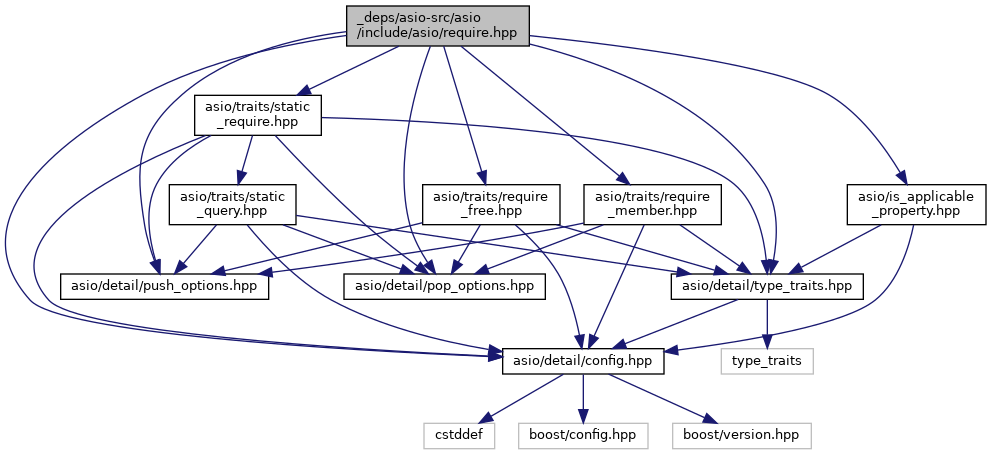 _deps/asio-src/asio
/include/asio/require.hpp
asio/traits/static
_require.hpp
asio/traits/static
_query.hpp
asio/traits/require
_free.hpp
asio/traits/require
_member.hpp
asio/is_applicable
_property.hpp
asio/detail/push_options.hpp
asio/detail/pop_options.hpp
asio/detail/type_traits.hpp
asio/detail/config.hpp
type_traits
cstddef
boost/config.hpp
boost/version.hpp